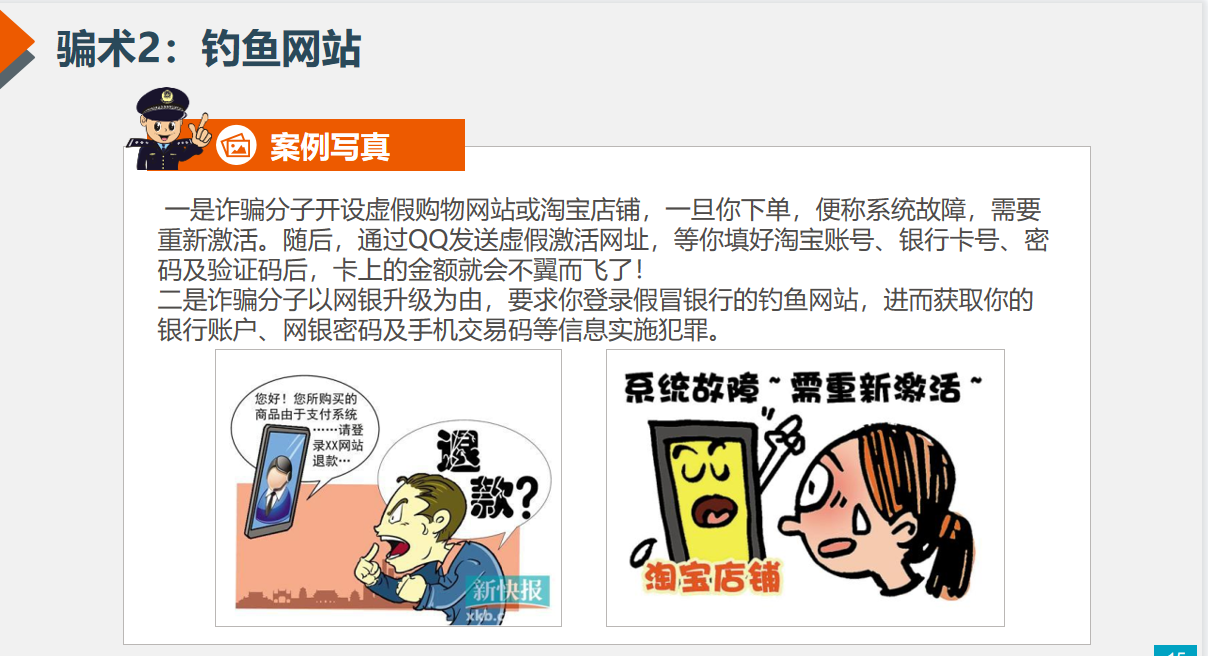 骗术2：钓鱼网站
案例写真
一是诈骗分子开设虚假购物网站或淘宝店铺，一旦你下单，便称系统故障，需要
重新激活。随后，通过QQ发送虚假激活网址，等你填好淘宝账号、银行卡号、密
码及验证码后，卡上的金额就会不翼而飞了！
二是诈骗分子以网银升级为由，要求你登录假冒银行的钓鱼网站，进而获取你的
银行账户、网银密码及手机交易码等信息实施犯罪。
您好！您所购买的
商品由于支付系统
……请登
录XX网站
退款…
退
款?
新快报
xkb.c
系统故障~需重新激活~
淘宝店铺
15